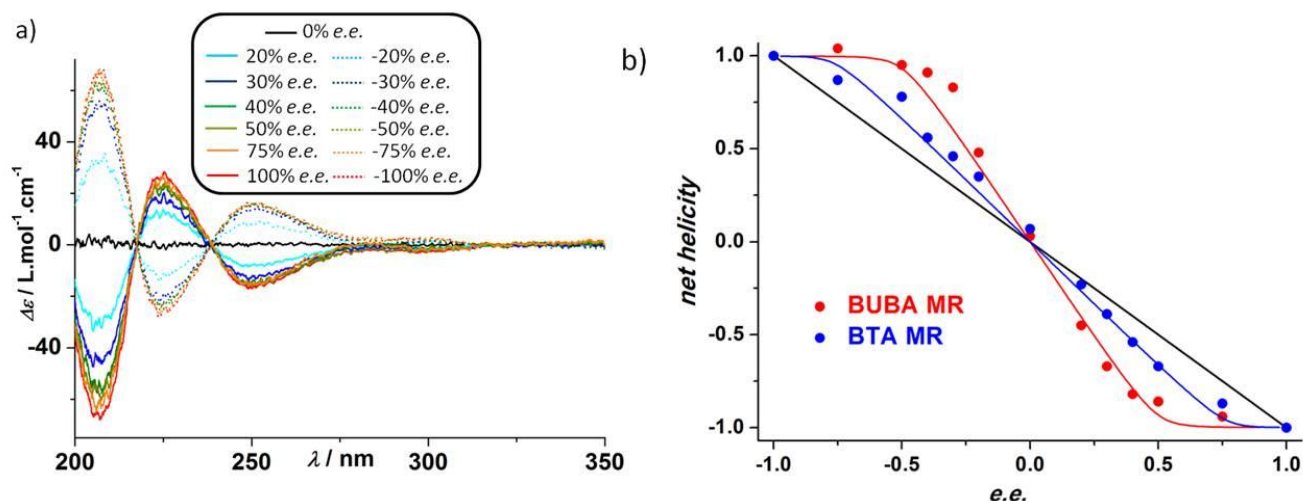 a)
0% e.e.
20% e.e. -20% e.e.
30% e.e. -30% e.e.
40% e.e. -40% e.e.
50% e.e. -50% e.e.
75% e.e. -75% e.e.
100% e.e. -100% e.e.
Δε / L.mol⁻¹.cm⁻¹
40
0
-40
200 250 300 350
λ / nm
b)
net helicity
1.0
0.5
0.0
-0.5
-1.0
BUBA MR
BTA MR
-1.0 -0.5 0.0 0.5 1.0
e.e.